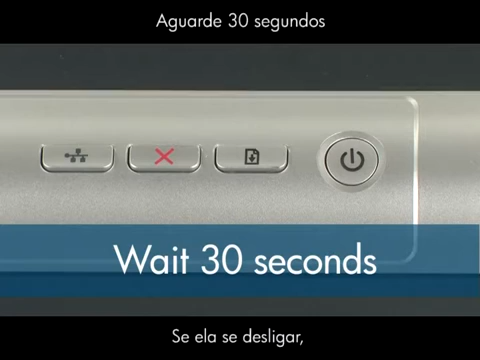 Aguarde 30 segundos
Wait 30 seconds
Se ela se desligar,